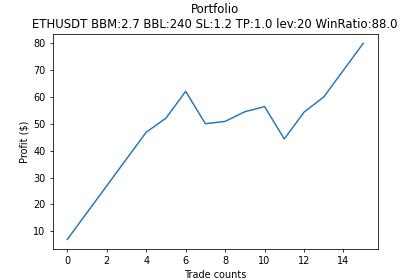 Portfolio
ETHUSDT BBM:2.7 BBL:240 SL:1.2 TP:1.0 lev:20 WinRatio:88.0
80
70
60
50
40
30
20
10
Profit ($)
0 2 4 6 8 10 12 14
Trade counts